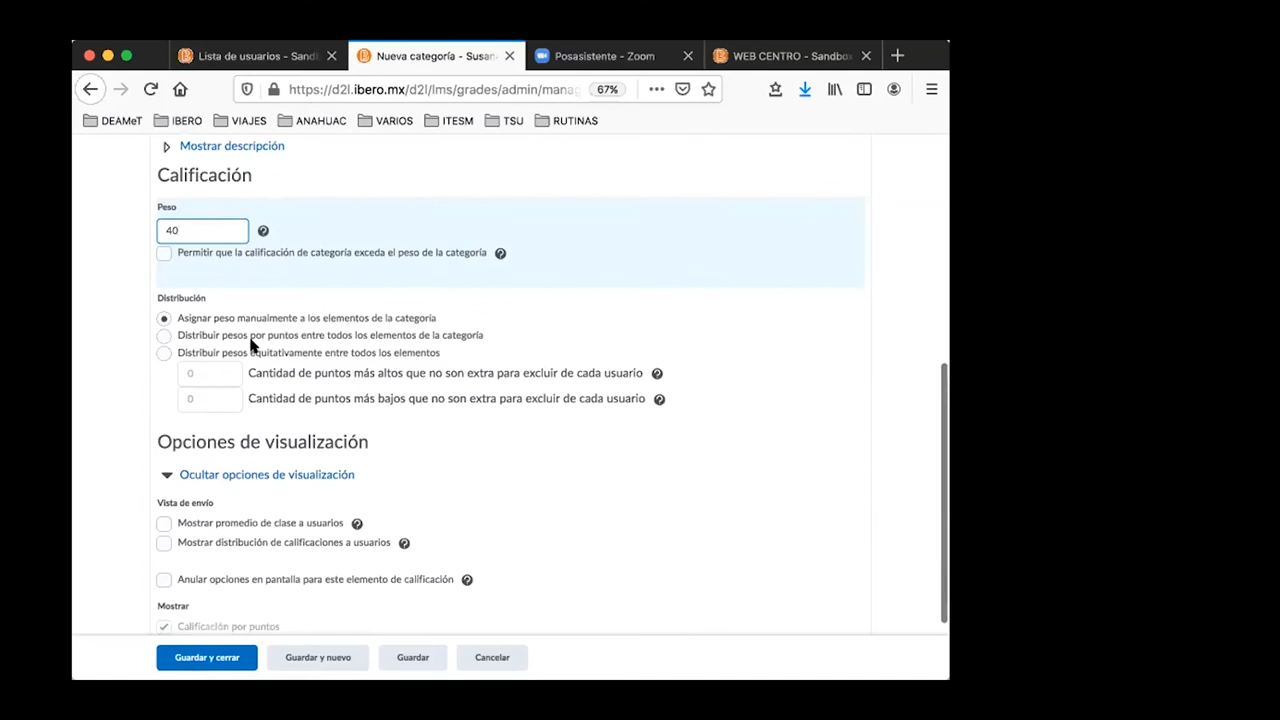 Lista de usuarios - Sand
Nueva categoría - Susan
Posasistente - Zoom
WEB CENTRO - Sandbox
https://d2l.ibero.mx/d2l/lms/grades/admin/manag
67%
DEAMeT
IBERO
VIAJES
ANAHUAC
VARIOS
ITESM
TSU
RUTINAS
Mostrar descripción
Calificación
Peso
40
Permitir que la calificación de categoría exceda el peso de la categoría
Distribución
Asignar peso manualmente a los elementos de la categoría
Distribuir pesos por puntos entre todos los elementos de la categoría
Distribuir pesos equitativamente entre todos los elementos
0 Cantidad de puntos más altos que no son extra para excluir de cada usuario
0 Cantidad de puntos más bajos que no son extra para excluir de cada usuario
Opciones de visualización
Ocultar opciones de visualización
Vista de envío
Mostrar promedio de clase a usuarios
Mostrar distribución de calificaciones a usuarios
Anular opciones en pantalla para este elemento de calificación
Mostrar
Calificación por puntos
Guardar y cerrar
Guardar y nuevo
Guardar
Cancelar